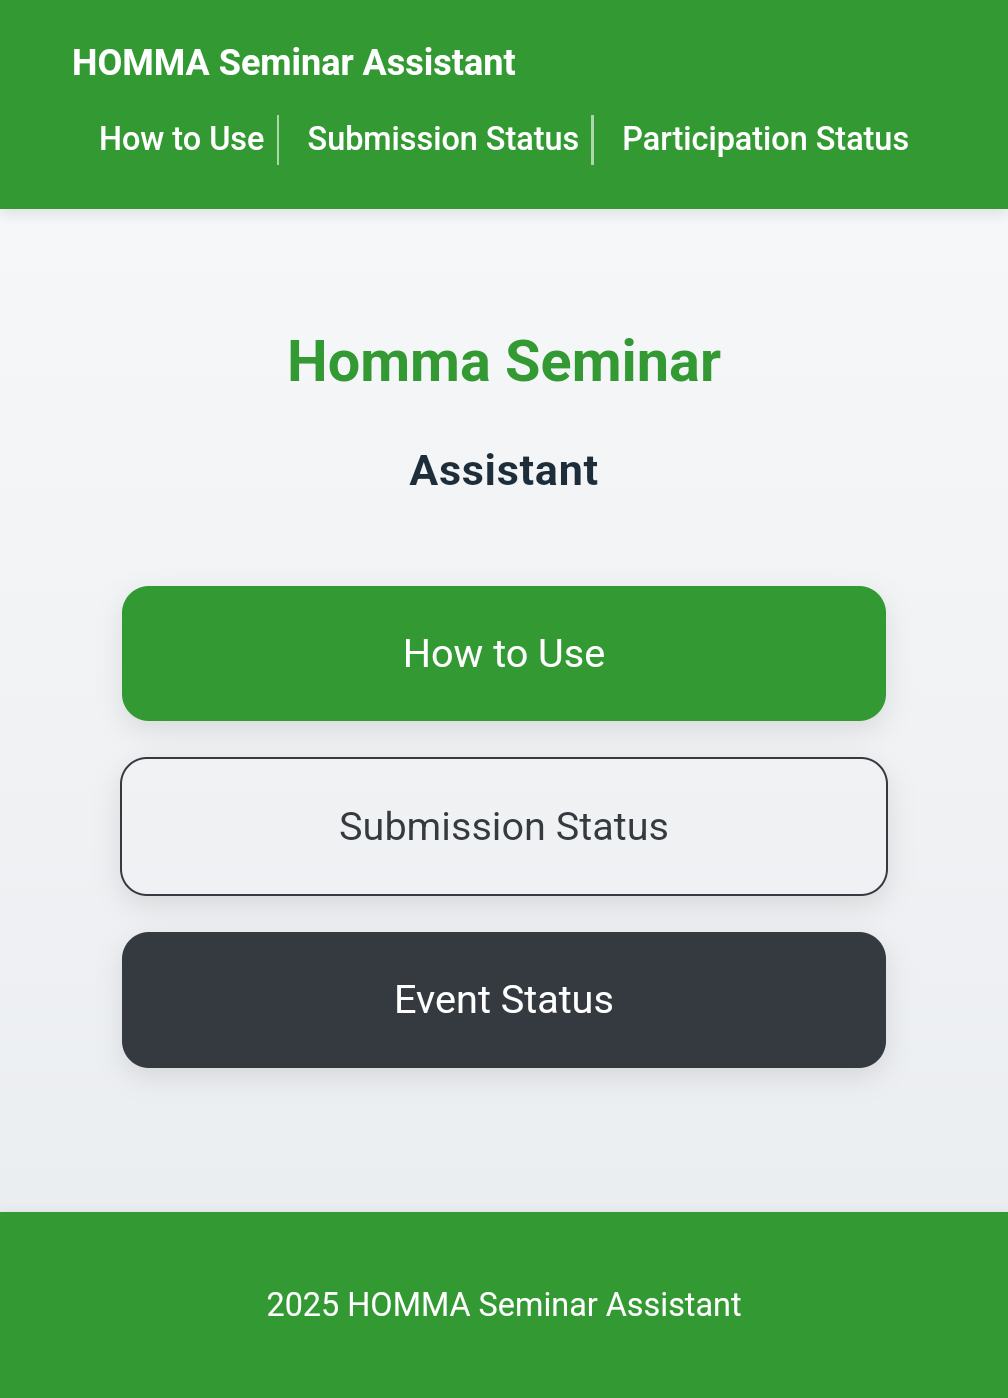 HOMMA Seminar Assistant
How to Use Submission Status Participation Status
Homma Seminar
Assistant
How to Use
Submission Status
Event Status
2025 HOMMA Seminar Assistant